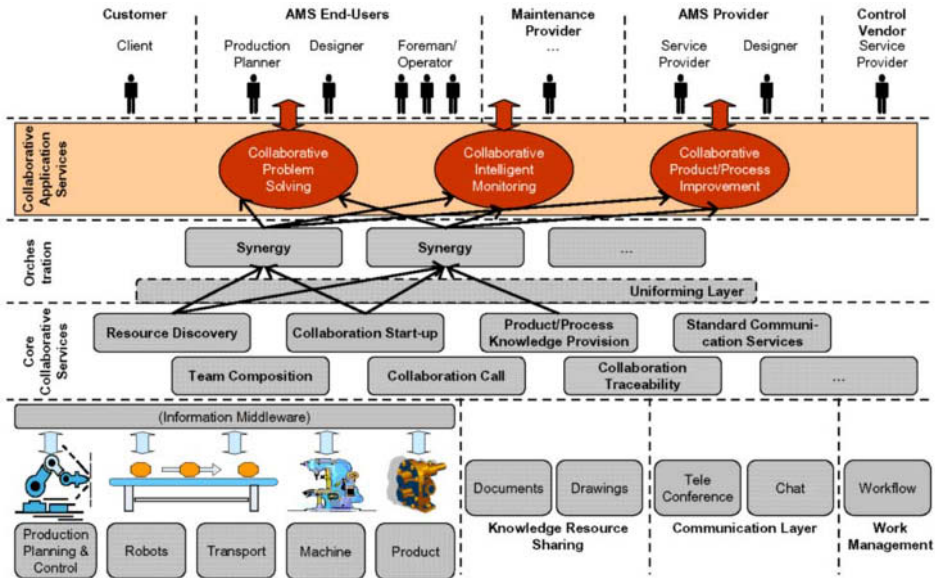 Customer
AMS End-Users
Maintenance
Provider
AMS Provider
Control
Vendor
Client
Production
Planner
Designer
Foreman/
Operator
...
Service
Provider
Designer
Service
Provider
Collaborative
Application
Services
Collaborative
Problem
Solving
Collaborative
Intelligent
Monitoring
Collaborative
Product/Process
Improvement
Orches
tration
Synergy
Synergy
...
Uniforming Layer
Core
Collaborative
Services
Resource Discovery
Collaboration Start-up
Product/Process
Knowledge Provision
Standard Communi-
cation Services
Team Composition
Collaboration Call
Collaboration
Traceability
...
(Information Middleware)
Production
Planning &
Control
Robots
Transport
Machine
Product
Documents
Drawings
Knowledge Resource
Sharing
Tele
Conference
Chat
Communication Layer
Workflow
Work
Management